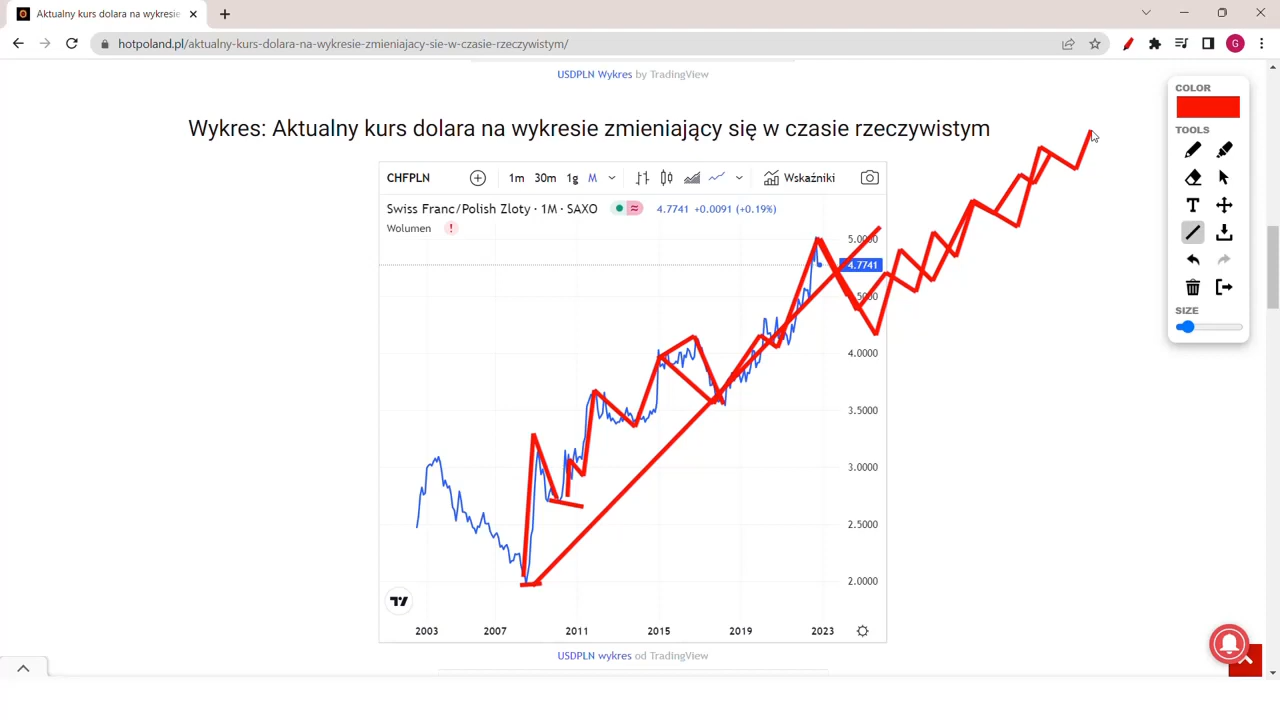 Aktualny kurs dolara na wykresie
hotpoland.pl/aktualny-kurs-dolara-na-wykresie-zmieniajacy-sie-w-czasie-rzeczywistym/
G
USDPLN Wykres by TradingView
Wykres: Aktualny kurs dolara na wykresie zmieniający się w czasie rzeczywistym
CHFPLN 1m 30m 1g M Wskaźniki
Swiss Franc/Polish Zloty · 1M · SAXO 4.7741 +0.0091 (+0.19%)
Wolumen !
5.0000
4.7741
4.0000
3.5000
3.0000
2.5000
2.0000
2003 2007 2011 2015 2019 2023
USDPLN wykres od TradingView
COLOR
TOOLS
T
SIZE